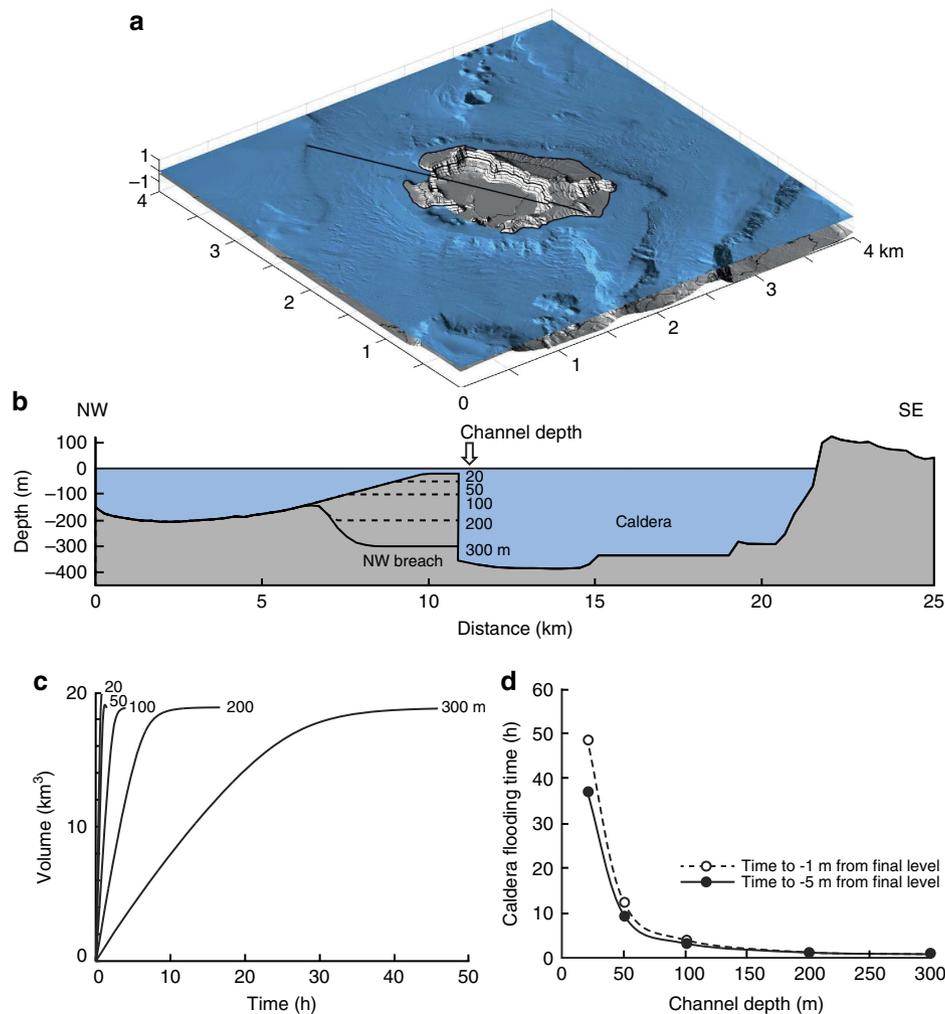 a
1
–1
4
3
2
1
0
1
2
3
4 km
b
NW
SE
Channel depth
Depth (m)
100
0
–100
–200
–300
–400
20
50
100
200
300 m
NW breach
Caldera
0
5
10
15
20
25
Distance (km)
c
Volume (km³)
20
10
0
20
50
100
200
300 m
0
10
20
30
40
50
Time (h)
d
Caldera flooding time (h)
60
50
40
30
20
10
0
Time to -1 m from final level
Time to -5 m from final level
0
50
100
150
200
250
300
Channel depth (m)